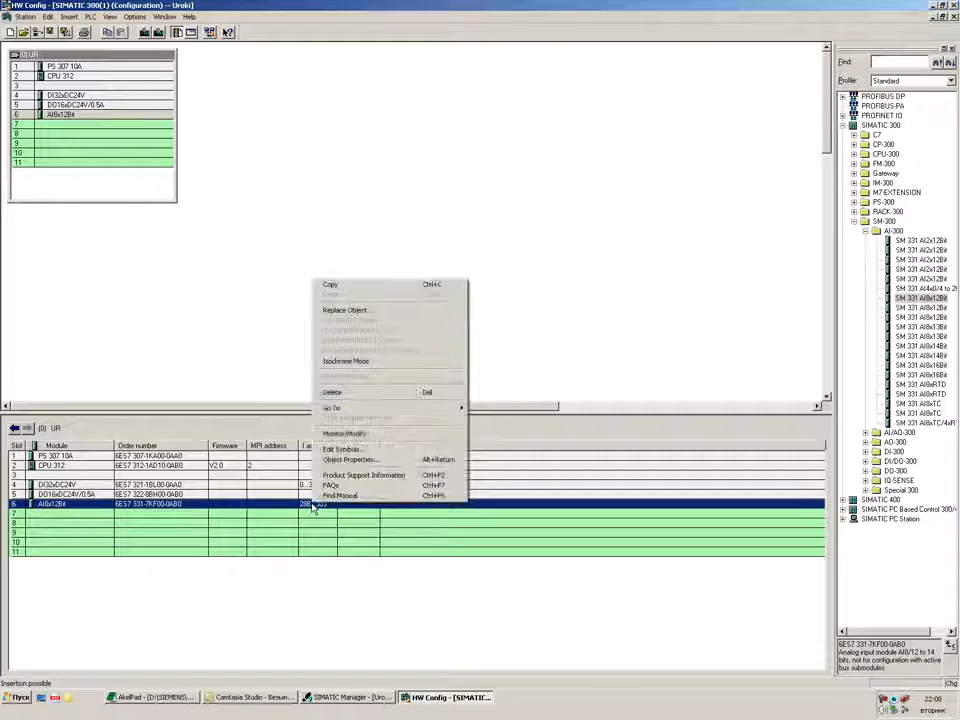 HW Config - [SIMATIC 300(1) (Configuration) -- Uroki]
Station Edit Insert PLC View Options Window Help
(0) UR
1 PS 307 10A
2 CPU 312
3
4 DI32xDC24V
5 DO16xDC24V/0.5A
6 AI8x12Bit
7
8
9
10
11
Find:
Profile: Standard
PROFIBUS DP
PROFIBUS-PA
PROFINET IO
SIMATIC 300
C7
CP-300
CPU-300
FM-300
Gateway
IM-300
M7-EXTENSION
PS-300
RACK-300
SM-300
AI-300
SM 331 AI2x12Bit
SM 331 AI2x12Bit
SM 331 AI2x12Bit
SM 331 AI2x12Bit
SM 331 AI2x12Bit
SM 331 AI4x0/4 to 2
SM 331 AI8x12Bit
SM 331 AI8x12Bit
SM 331 AI8x12Bit
SM 331 AI8x13Bit
SM 331 AI8x13Bit
SM 331 AI8x14Bit
SM 331 AI8x14Bit
SM 331 AI8x16Bit
SM 331 AI8x16Bit
SM 331 AI8xRTD
SM 331 AI8xRTD
SM 331 AI8xTC
SM 331 AI8xTC
SM 331 AI8xTC/4xR
AI/AO-300
AO-300
DI-300
DI/DO-300
DO-300
IQ-SENSE
Special 300
SIMATIC 400
SIMATIC PC Based Control 300/
SIMATIC PC Station
Copy Ctrl+C
Replace Object...
Isochrone Mode
Delete Del
Go To
Monitor/Modify
Edit Symbols...
Object Properties... Alt+Return
Product Support Information Ctrl+F2
FAQs Ctrl+F7
Find Manual Ctrl+F6
(0) UR
Slot Module Order number Firmware MPI address
1 PS 307 10A 6ES7 307-1KA00-0AA0
2 CPU 312 6ES7 312-1AD10-0AB0 V2.0 2
3
4 DI32xDC24V 6ES7 321-1BL00-0AA0 0...3
5 DO16xDC24V/0.5A 6ES7 322-8BH00-0AB0
6 AI8x12Bit 6ES7 331-7KF00-0AB0
7
8
9
10
11
6ES7 331-7KF00-0AB0
Analog input module AI8/12 to 14
bits, not for configuration with active
bus submodules
Insertion possible Chg
Пуск AkelPad - [D:\SIEMENS\... Camtasia Studio - Безым... SIMATIC Manager - [Uro... HW Config - [SIMATIC... 22:08
вторник